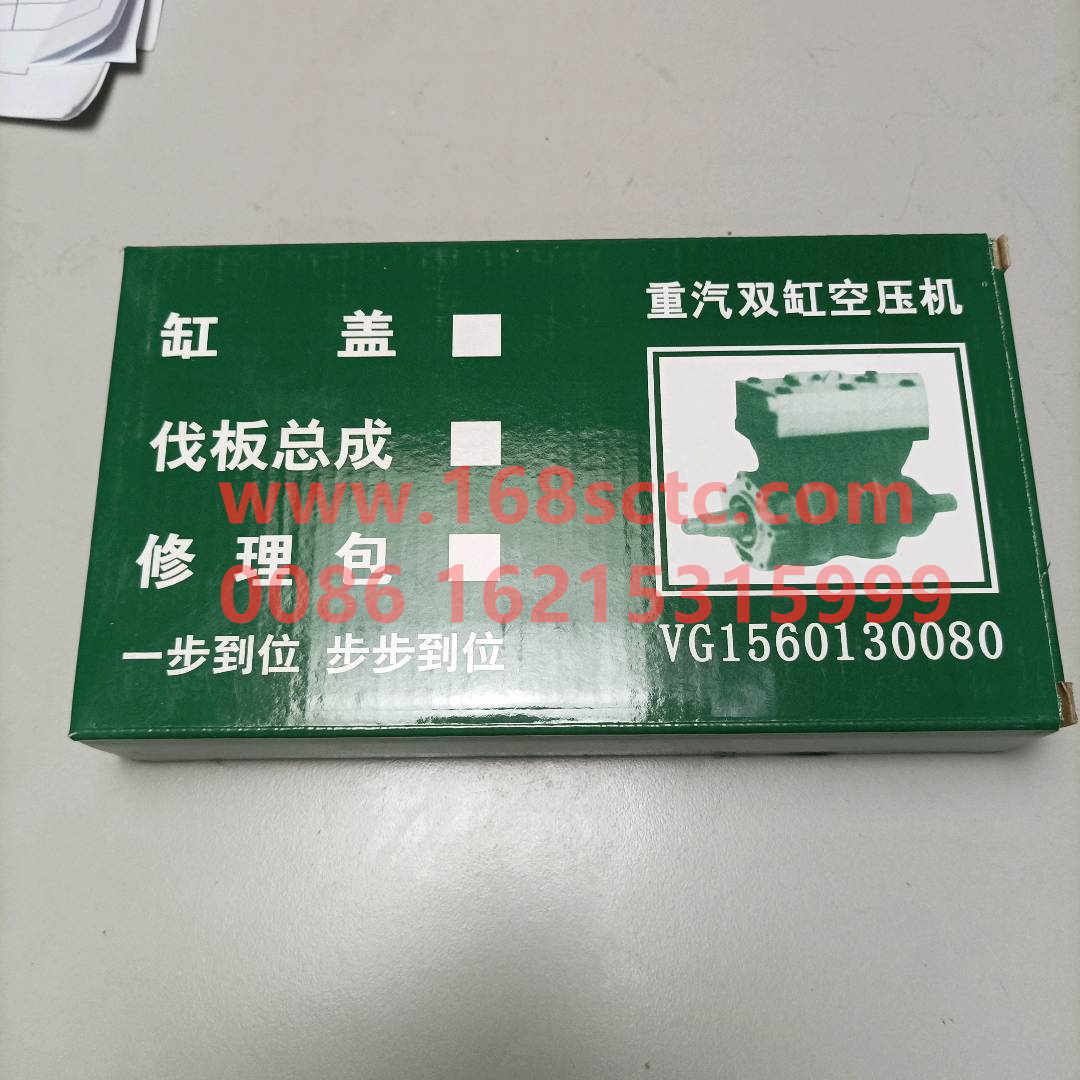 重汽双缸空压机
缸 盖
伐板总成
www.168sctc.com
修理包
0086 16215315999
一步到位 步步到位
VG1560130080